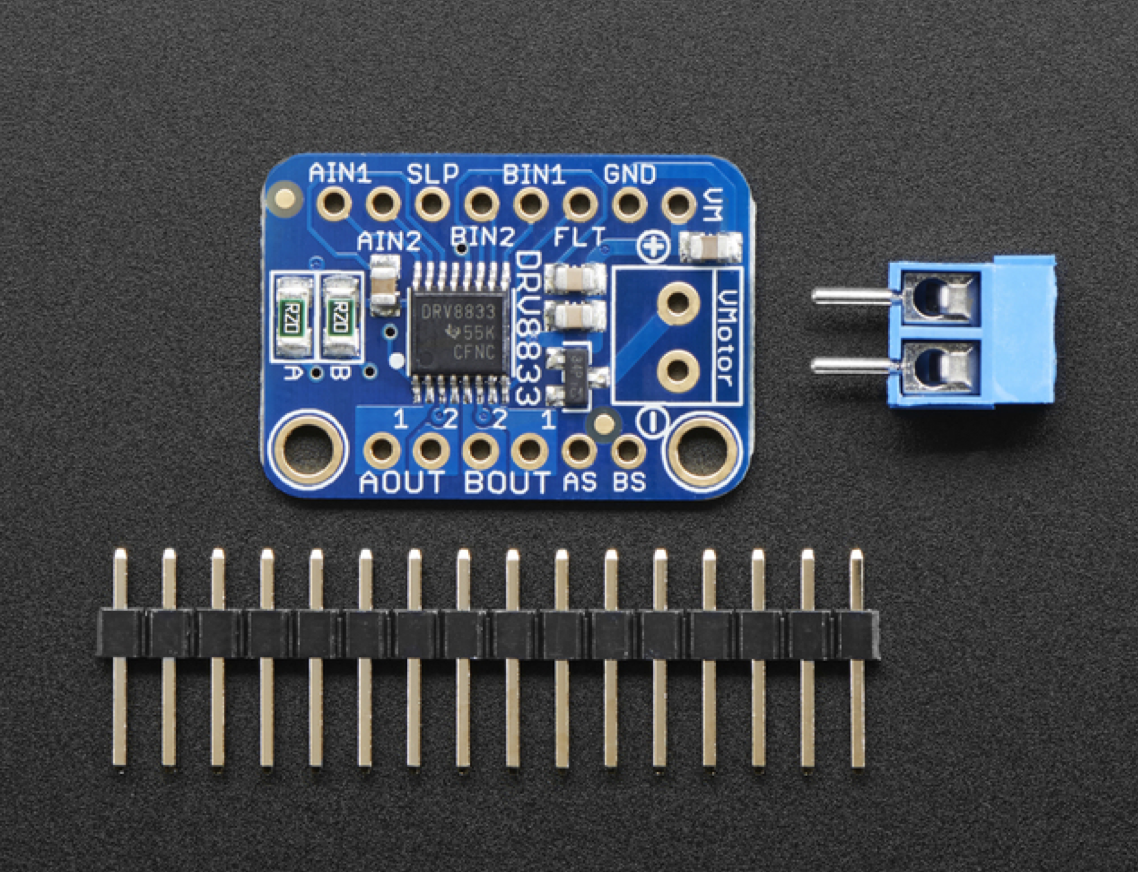 AIN1 SLP BIN1 GND
VM
AIN2 BIN2 FLT
+
R20 R20
A B
DRV8833
55K
CFNC
DRV8833
VMotor
-
1 2 2 1
AOUT BOUT AS BS